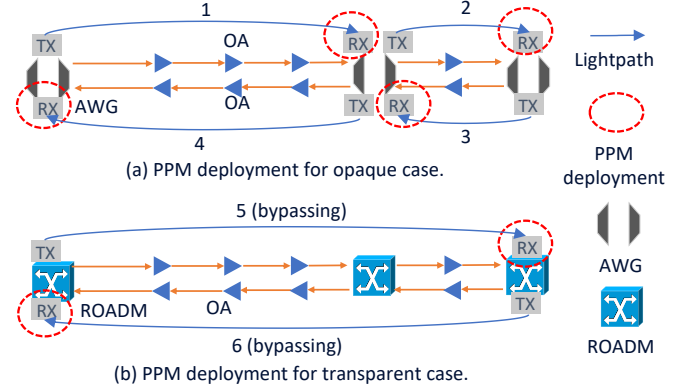 1
2
TX
OA
RX
TX
RX
Lightpath
RX
AWG
OA
TX
RX
TX
4
3
PPM
deployment
(a) PPM deployment for opaque case.
5 (bypassing)
TX
RX
AWG
RX
ROADM
OA
TX
6 (bypassing)
ROADM
(b) PPM deployment for transparent case.